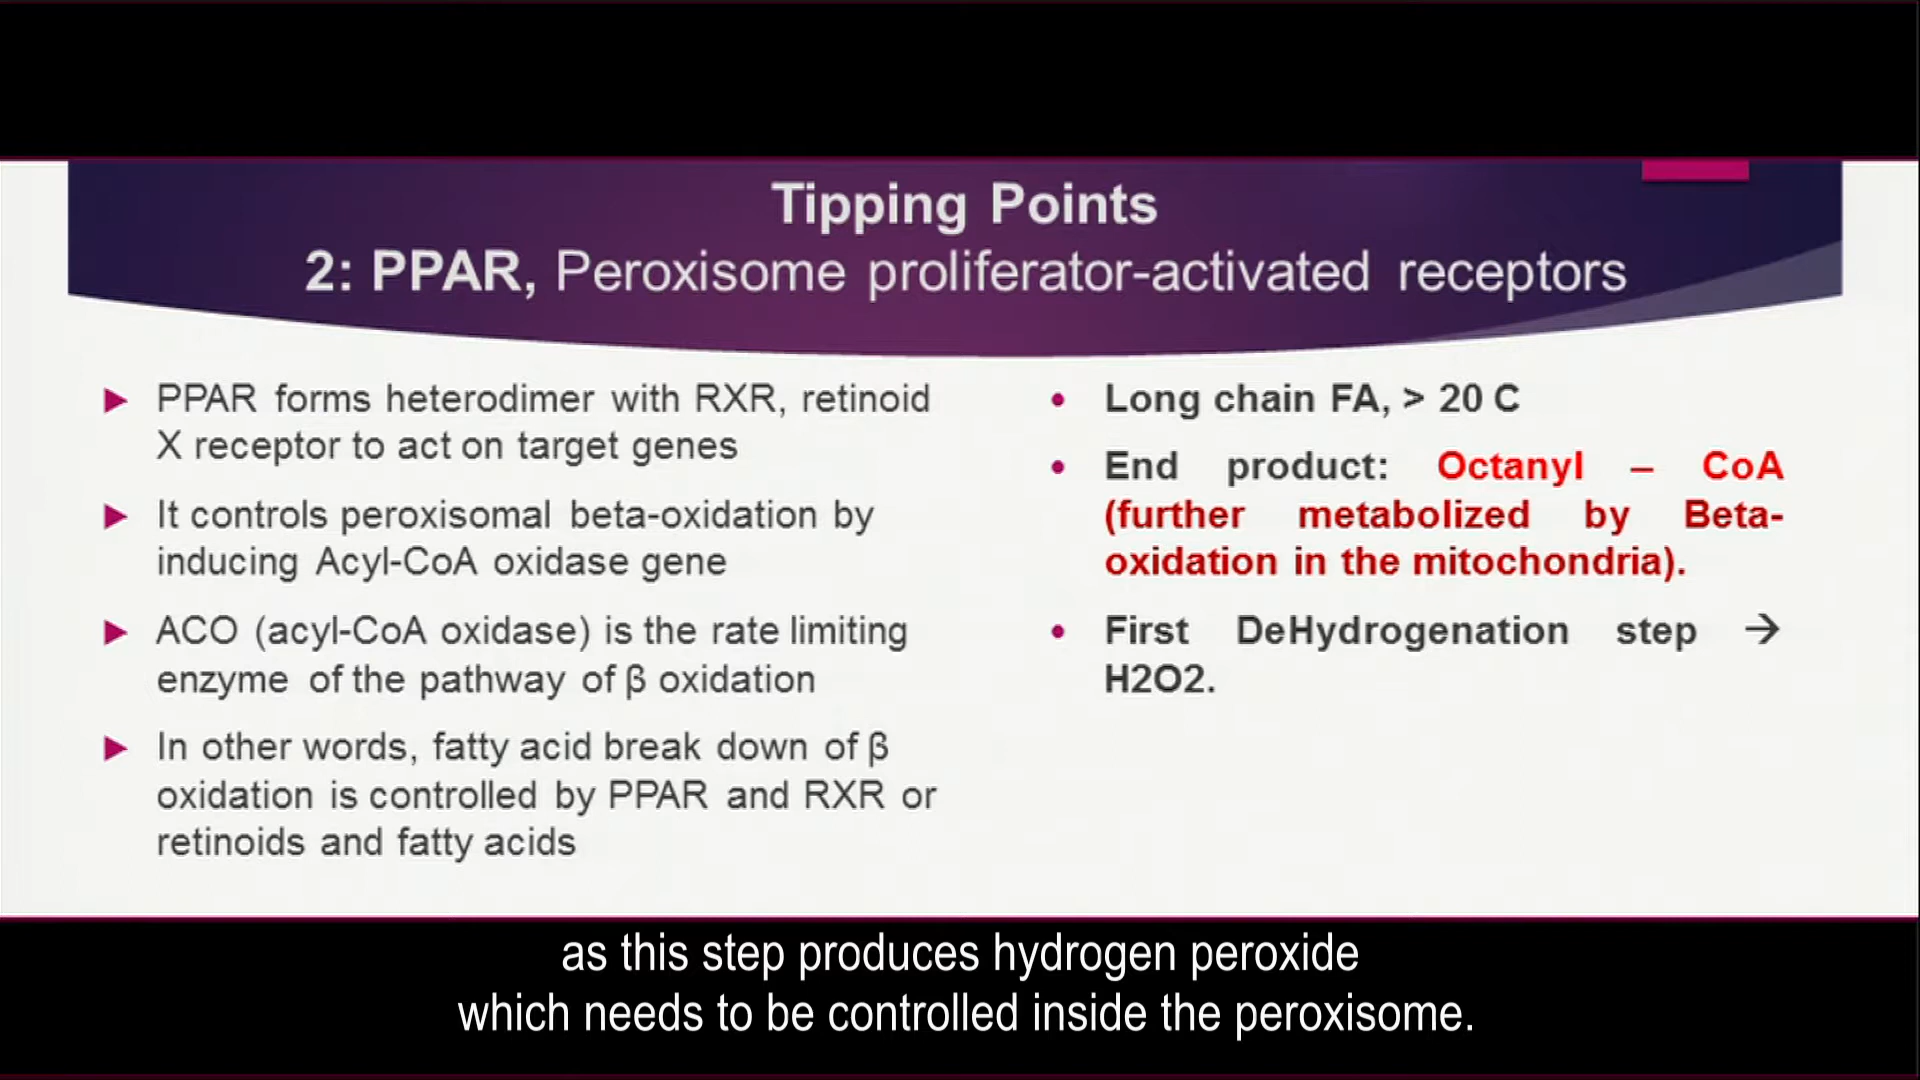 Tipping Points
2: PPAR, Peroxisome proliferator-activated receptors
PPAR forms heterodimer with RXR, retinoid
X receptor to act on target genes
It controls peroxisomal beta-oxidation by
inducing Acyl-CoA oxidase gene
ACO (acyl-CoA oxidase) is the rate limiting
enzyme of the pathway of β oxidation
In other words, fatty acid break down of β
oxidation is controlled by PPAR and RXR or
retinoids and fatty acids
Long chain FA, > 20 C
End product: Octanyl – CoA
(further metabolized by Beta-
oxidation in the mitochondria).
First DeHydrogenation step →
H2O2.
as this step produces hydrogen peroxide
which needs to be controlled inside the peroxisome.